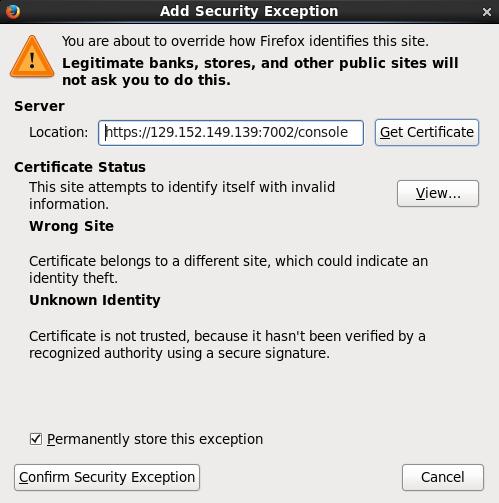 Add Security Exception
You are about to override how Firefox identifies this site.
Legitimate banks, stores, and other public sites will
not ask you to do this.
Server
Location: https://129.152.149.139:7002/console Get Certificate
Certificate Status
This site attempts to identify itself with invalid
information.
View...
Wrong Site
Certificate belongs to a different site, which could indicate an
identity theft.
Unknown Identity
Certificate is not trusted, because it hasn't been verified by a
recognized authority using a secure signature.
Permanently store this exception
Confirm Security Exception Cancel